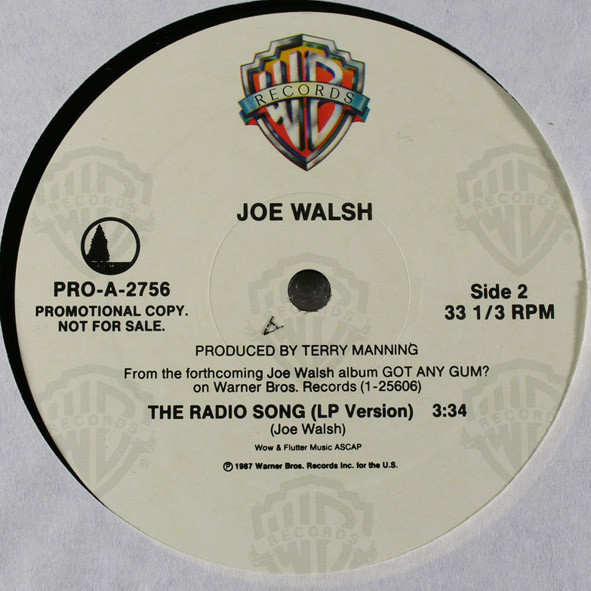 WB
RECORDS
JOE WALSH
PRO-A-2756
PROMOTIONAL COPY.
NOT FOR SALE.
Side 2
33 1/3 RPM
PRODUCED BY TERRY MANNING
From the forthcoming Joe Walsh album GOT ANY GUM?
on Warner Bros. Records (1-25606)
THE RADIO SONG (LP Version) 3:34
(Joe Walsh)
Wow & Flutter Music ASCAP
℗ 1987 Warner Bros. Records Inc. for the U.S.